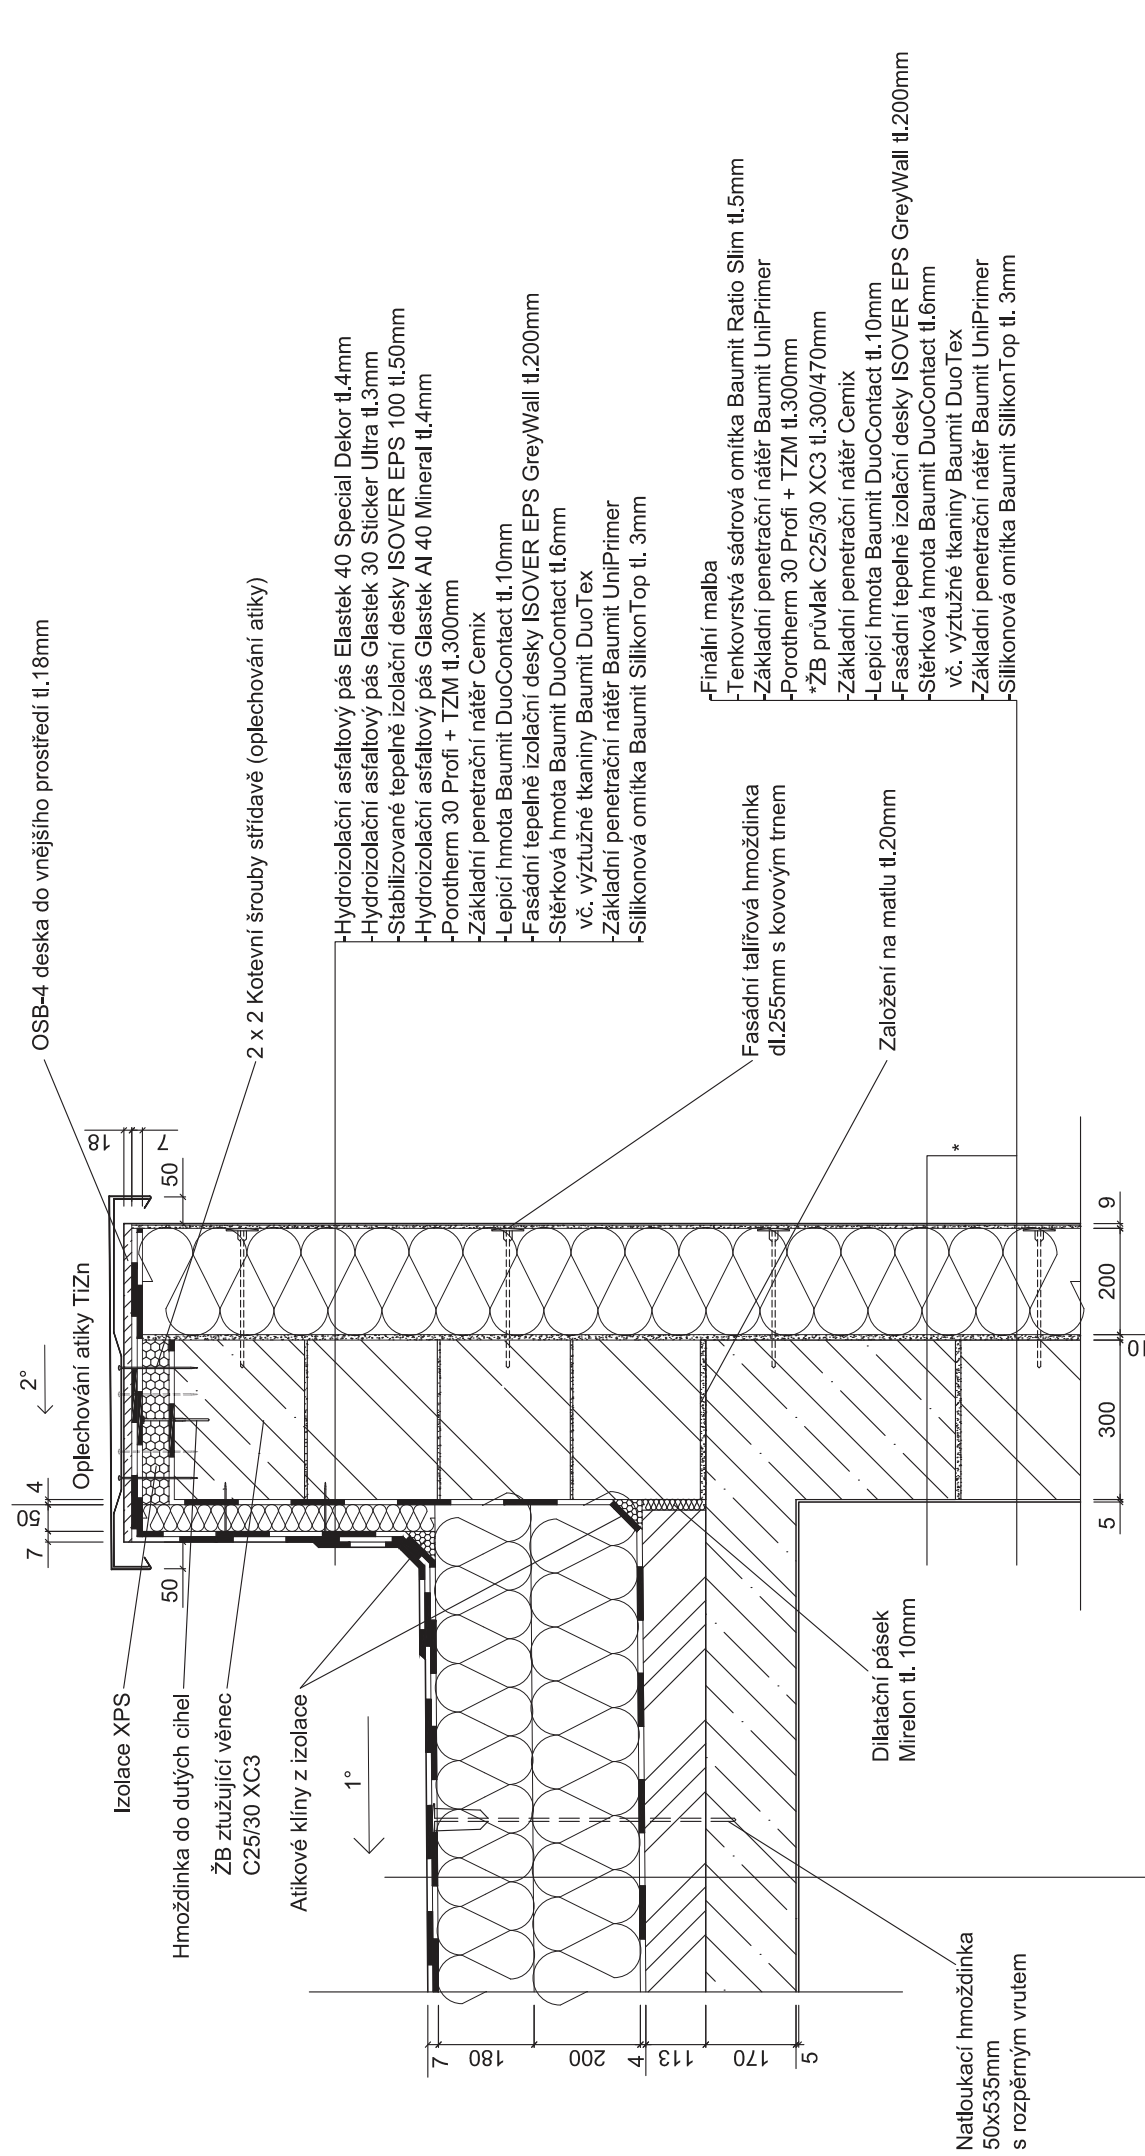 OSB-4 deska do vnějšího prostředí tl.18mm
2 x 2 Kotevní šrouby střídavě (oplechování atiky)
Hydroizolační asfaltový pás Elastek 40 Special Dekor tl.4mm
Hydroizolační asfaltový pás Glastek 30 Sticker Ultra tl.3mm
Stabilizované tepelně izolační desky ISOVER EPS 100 tl.50mm
Hydroizolační asfaltový pás Glastek Al 40 Mineral tl.4mm
Porotherm 30 Profi + TZM tl.300mm
Základní penetrační nátěr Cemix
Lepicí hmota Baumit DuoContact tl.10mm
Fasádní tepelně izolační desky ISOVER EPS GreyWall tl.200mm
Stěrková hmota Baumit DuoContact tl.6mm
vč. výztužné tkaniny Baumit DuoTex
Základní penetrační nátěr Baumit UniPrimer
Silikonová omítka Baumit SilikonTop tl. 3mm
Finální malba
Tenkovrstvá sádrová omítka Baumit Ratio Slim tl.5mm
Základní penetrační nátěr Baumit UniPrimer
Porotherm 30 Profi + TZM tl.300mm
*ŽB průvlak C25/30 XC3 tl.300/470mm
Základní penetrační nátěr Cemix
Lepicí hmota Baumit DuoContact tl.10mm
Fasádní tepelně izolační desky ISOVER EPS GreyWall tl.200mm
Stěrková hmota Baumit DuoContact tl.6mm
vč. výztužné tkaniny Baumit DuoTex
Základní penetrační nátěr Baumit UniPrimer
Silikonová omítka Baumit SilikonTop tl. 3mm
Fasádní talířová hmoždinka
dl.255mm s kovovým trnem
Založení na matlu tl.20mm
Oplechování atiky TiZn
2°
18
7
50
4
50
7
50
*
9
200
10
300
5
Izolace XPS
Hmoždinka do dutých cihel
ŽB ztužující věnec
C25/30 XC3
Atikové klíny z izolace
1°
Dilatační pásek
Mirelon tl. 10mm
7
180
200
4
113
170
5
Natloukací hmoždinka
50x535mm
s rozpěrným vrutem